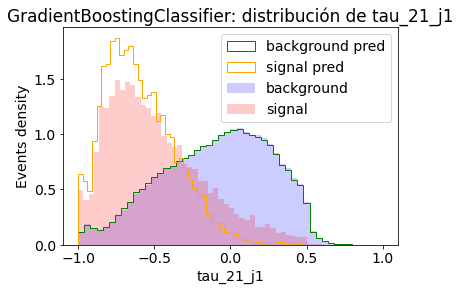 GradientBoostingClassifier: distribución de tau_21_j1
background pred
signal pred
background
signal
Events density
1.5
1.0
0.5
0.0
−1.0 −0.5 0.0 0.5 1.0
tau_21_j1